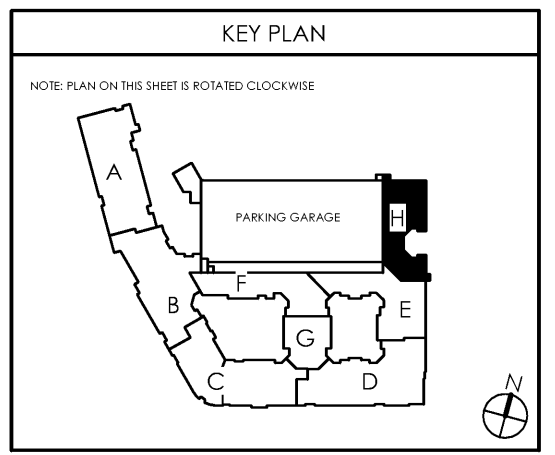 KEY PLAN
NOTE: PLAN ON THIS SHEET IS ROTATED CLOCKWISE
A
PARKING GARAGE
H
F
B
E
G
C
D
N